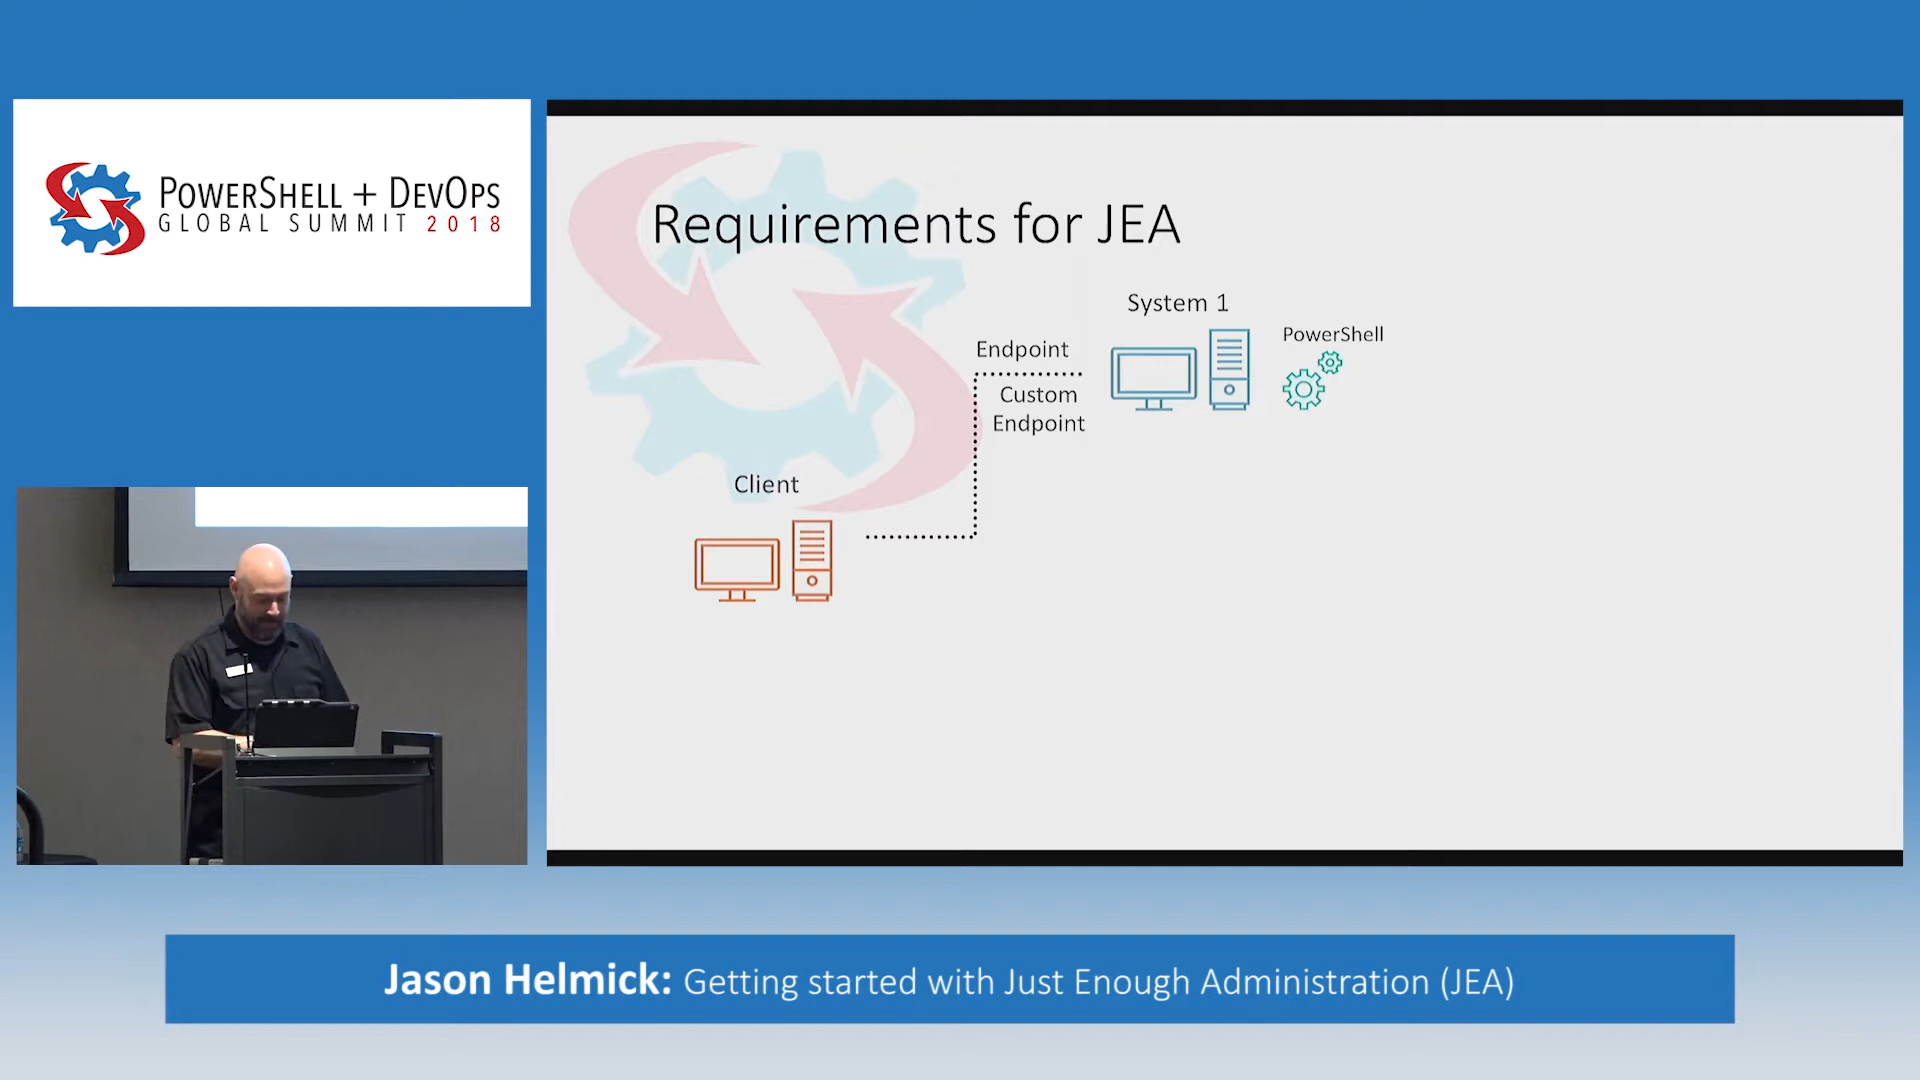 POWERSHELL + DEVOPS
GLOBAL SUMMIT 2018
Requirements for JEA
System 1
PowerShell
Endpoint
Custom
Endpoint
Client
Jason Helmick: Getting started with Just Enough Administration (JEA)